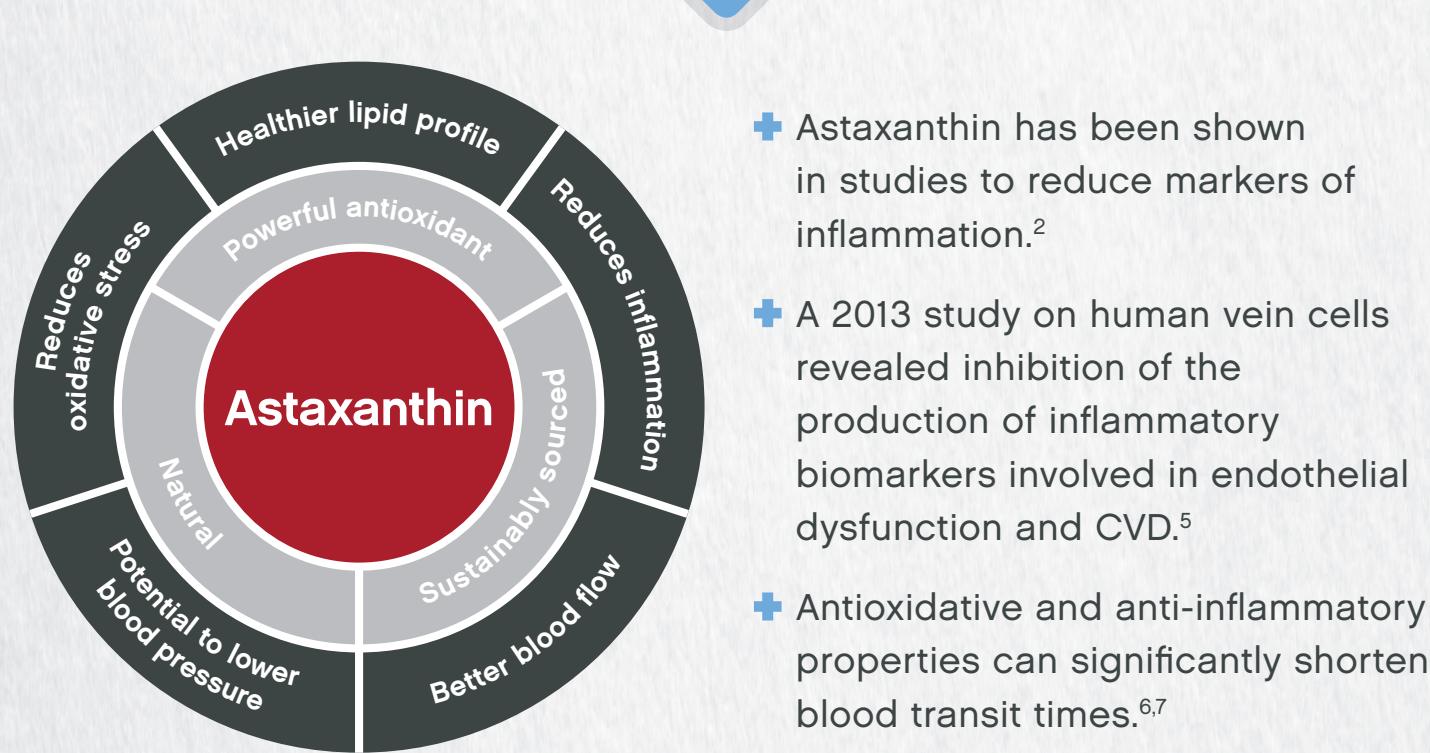 Healthier lipid profile
Reduces inflammation
Better blood flow
Potential to lower
blood pressure
Reduces
oxidative stress
Powerful antioxidant
Sustainably sourced
Natural
Astaxanthin
Astaxanthin has been shown
in studies to reduce markers of
inflammation.²
A 2013 study on human vein cells
revealed inhibition of the
production of inflammatory
biomarkers involved in endothelial
dysfunction and CVD.⁵
Antioxidative and anti-inflammatory
properties can significantly shorten
blood transit times.⁶,⁷